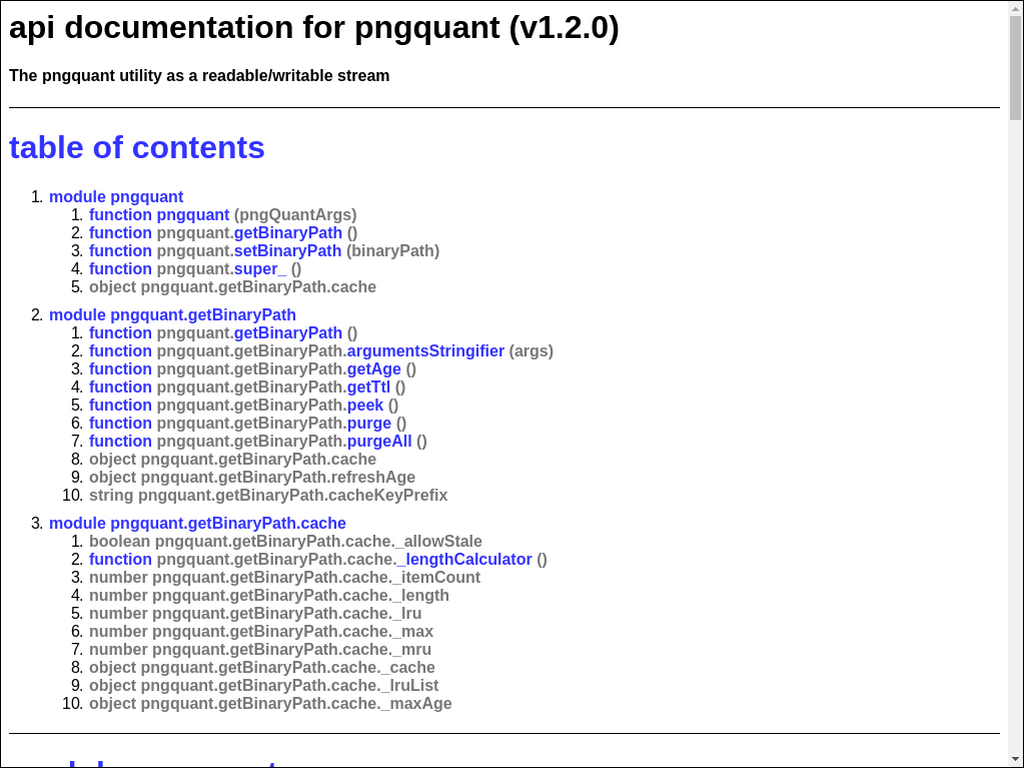 api documentation for pngquant (v1.2.0)
The pngquant utility as a readable/writable stream
table of contents
1. module pngquant
1. function pngquant (pngQuantArgs)
2. function pngquant.getBinaryPath ()
3. function pngquant.setBinaryPath (binaryPath)
4. function pngquant.super_ ()
5. object pngquant.getBinaryPath.cache
2. module pngquant.getBinaryPath
1. function pngquant.getBinaryPath ()
2. function pngquant.getBinaryPath.argumentsStringifier (args)
3. function pngquant.getBinaryPath.getAge ()
4. function pngquant.getBinaryPath.getTtl ()
5. function pngquant.getBinaryPath.peek ()
6. function pngquant.getBinaryPath.purge ()
7. function pngquant.getBinaryPath.purgeAll ()
8. object pngquant.getBinaryPath.cache
9. object pngquant.getBinaryPath.refreshAge
10. string pngquant.getBinaryPath.cacheKeyPrefix
3. module pngquant.getBinaryPath.cache
1. boolean pngquant.getBinaryPath.cache._allowStale
2. function pngquant.getBinaryPath.cache._lengthCalculator ()
3. number pngquant.getBinaryPath.cache._itemCount
4. number pngquant.getBinaryPath.cache._length
5. number pngquant.getBinaryPath.cache._lru
6. number pngquant.getBinaryPath.cache._max
7. number pngquant.getBinaryPath.cache._mru
8. object pngquant.getBinaryPath.cache._cache
9. object pngquant.getBinaryPath.cache._lruList
10. object pngquant.getBinaryPath.cache._maxAge